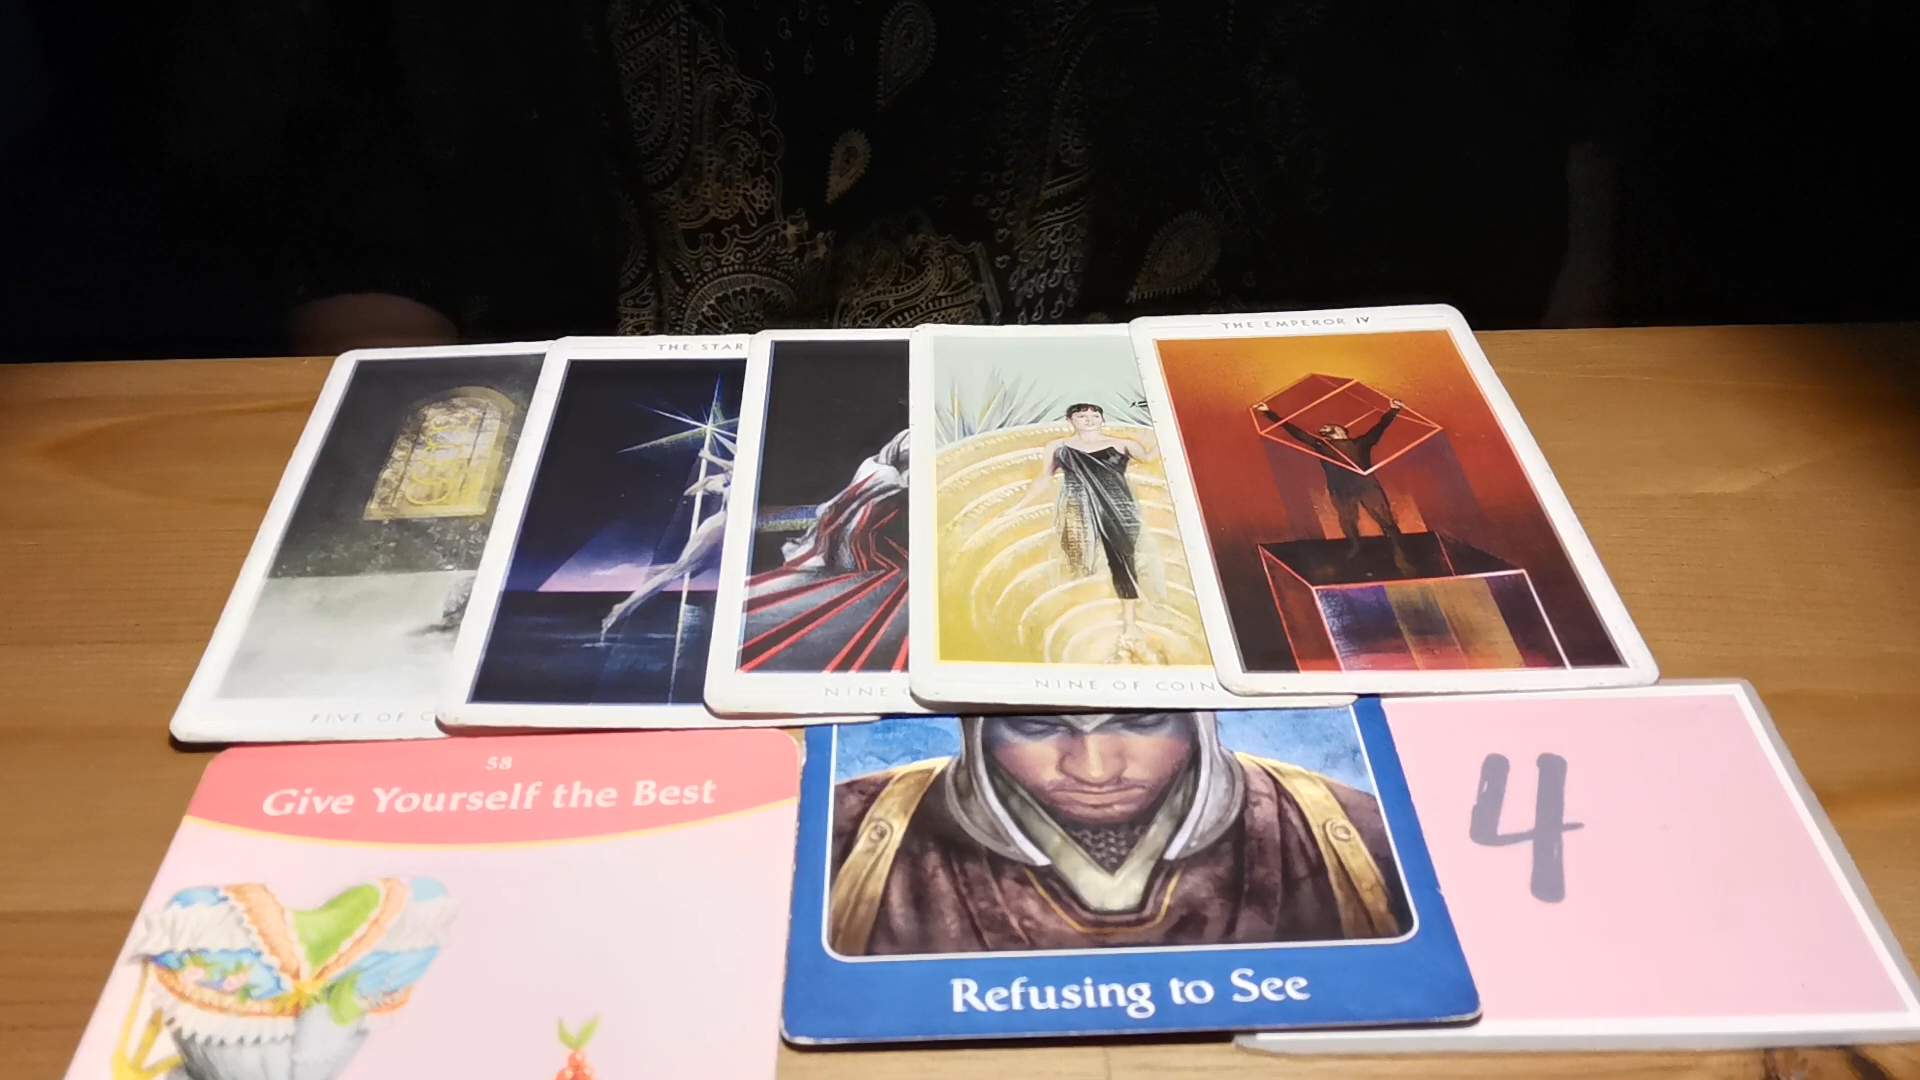 THE STAR
THE EMPEROR IV
FIVE OF
NINE
NINE OF COIN
58
Give Yourself the Best
Refusing to See
4